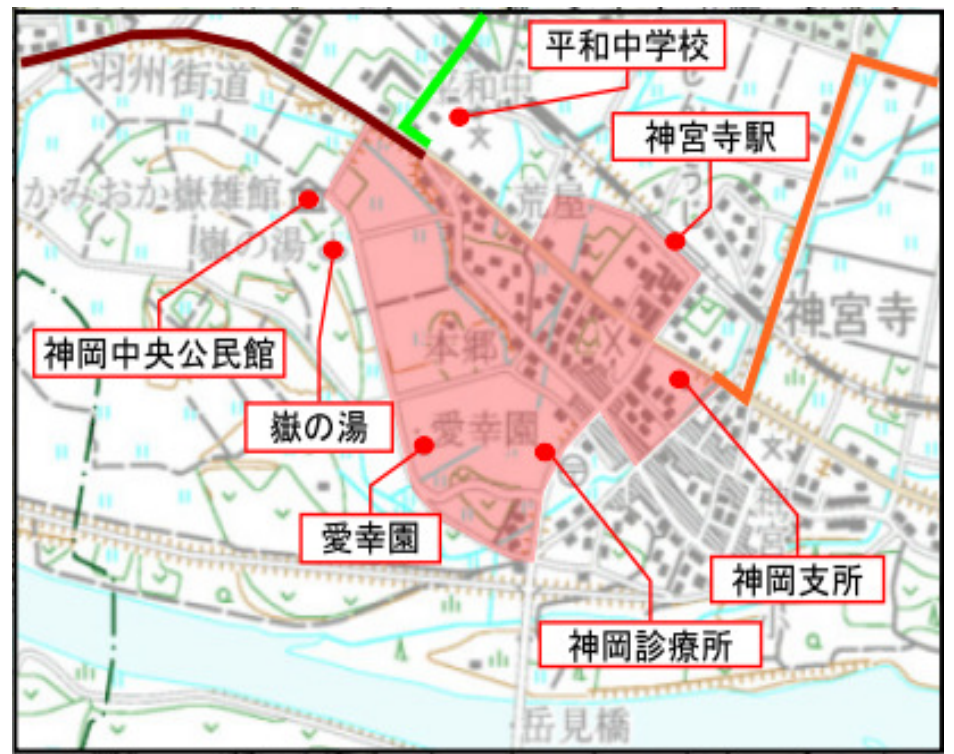 平和中学校
羽州街道
平和中
神宮寺駅
かみおか嶽雄館
荒屋
嶽の湯
神宮寺
神岡中央公民館
本郷
嶽の湯
愛幸園
愛幸園
神岡支所
神岡診療所
岳見橋